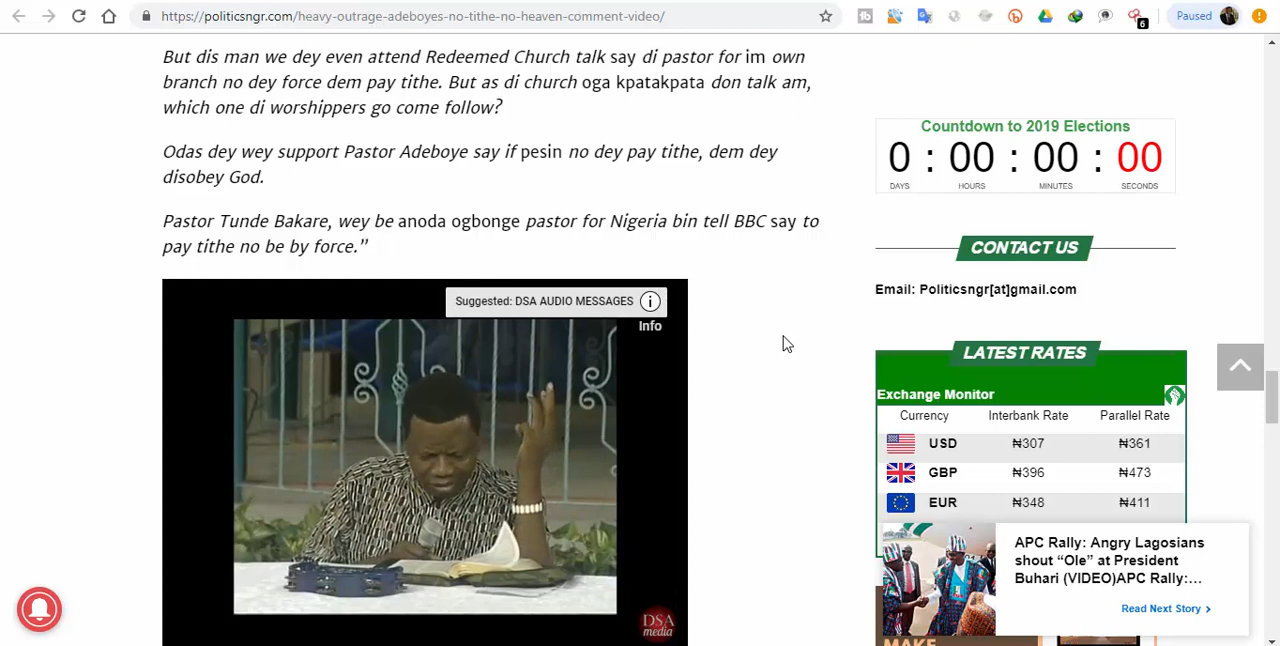 https://politicsngr.com/heavy-outrage-adeboyes-no-tithe-no-heaven-comment-video/
6
Paused
But dis man we dey even attend Redeemed Church talk say di pastor for im own
branch no dey force dem pay tithe. But as di church oga kpatakpata don talk am,
which one di worshippers go come follow?
Odas dey wey support Pastor Adeboye say if pesin no dey pay tithe, dem dey
disobey God.
Pastor Tunde Bakare, wey be anoda ogbonge pastor for Nigeria bin tell BBC say to
pay tithe no be by force.”
Suggested: DSA AUDIO MESSAGES
Info
DSA
media
Countdown to 2019 Elections
0 : 00 : 00 : 00
DAYS HOURS MINUTES SECONDS
CONTACT US
Email: Politicsngr[at]gmail.com
LATEST RATES
Exchange Monitor
Currency Interbank Rate Parallel Rate
USD ₦307 ₦361
GBP ₦396 ₦473
EUR ₦348 ₦411
APC Rally: Angry Lagosians
shout “Ole” at President
Buhari (VIDEO)APC Rally:...
Read Next Story
MAKE